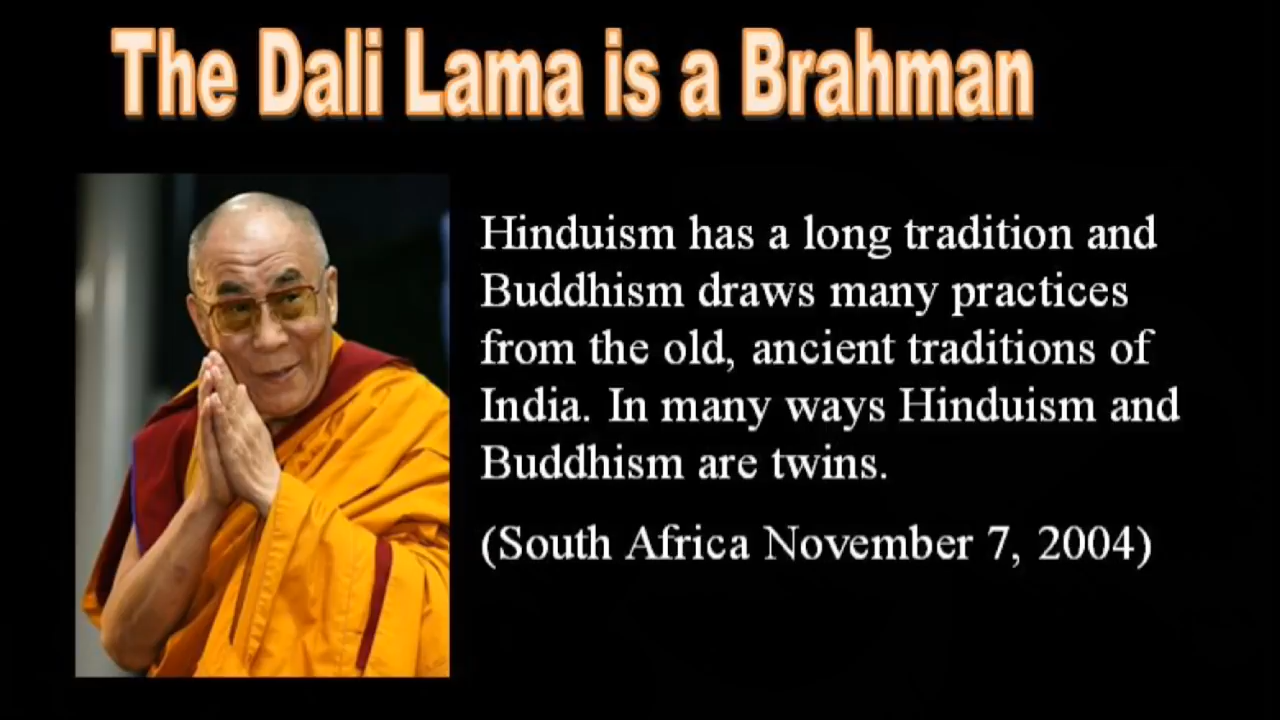 The Dali Lama is a Brahman
Hinduism has a long tradition and
Buddhism draws many practices
from the old, ancient traditions of
India. In many ways Hinduism and
Buddhism are twins.
(South Africa November 7, 2004)